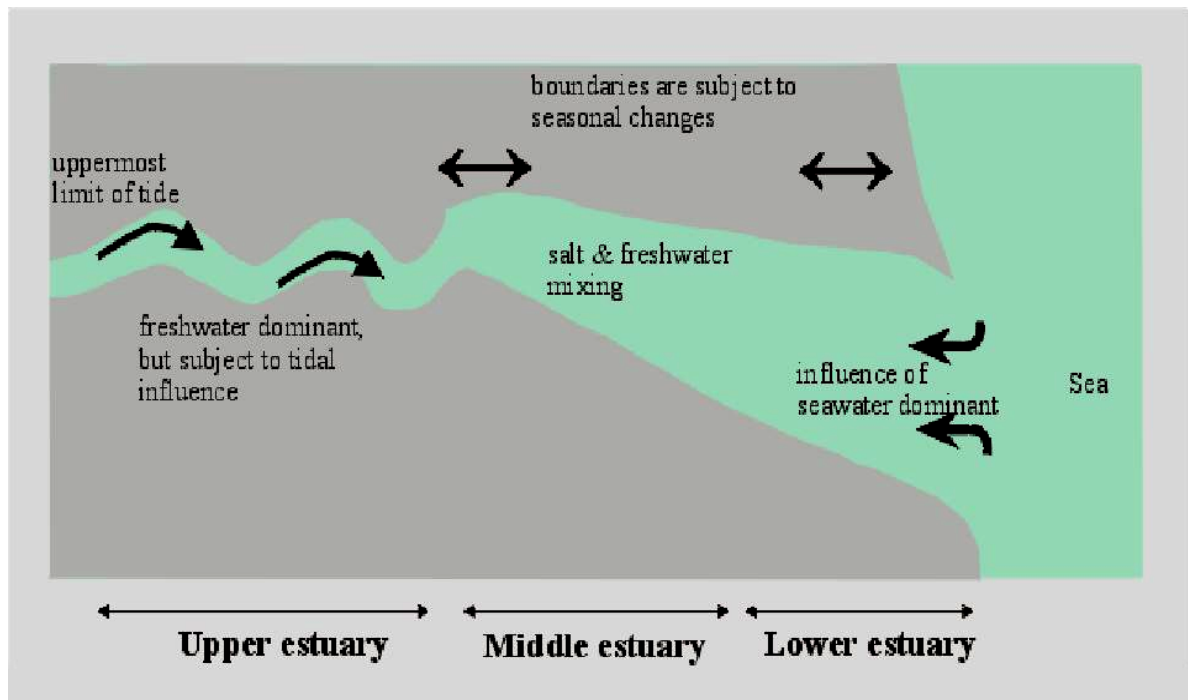 boundaries are subject to
seasonal changes
uppermost
limit of tide
salt & freshwater
mixing
freshwater dominant,
but subject to tidal
influence
influence of
seawater dominant
Sea
Upper estuary
Middle estuary
Lower estuary